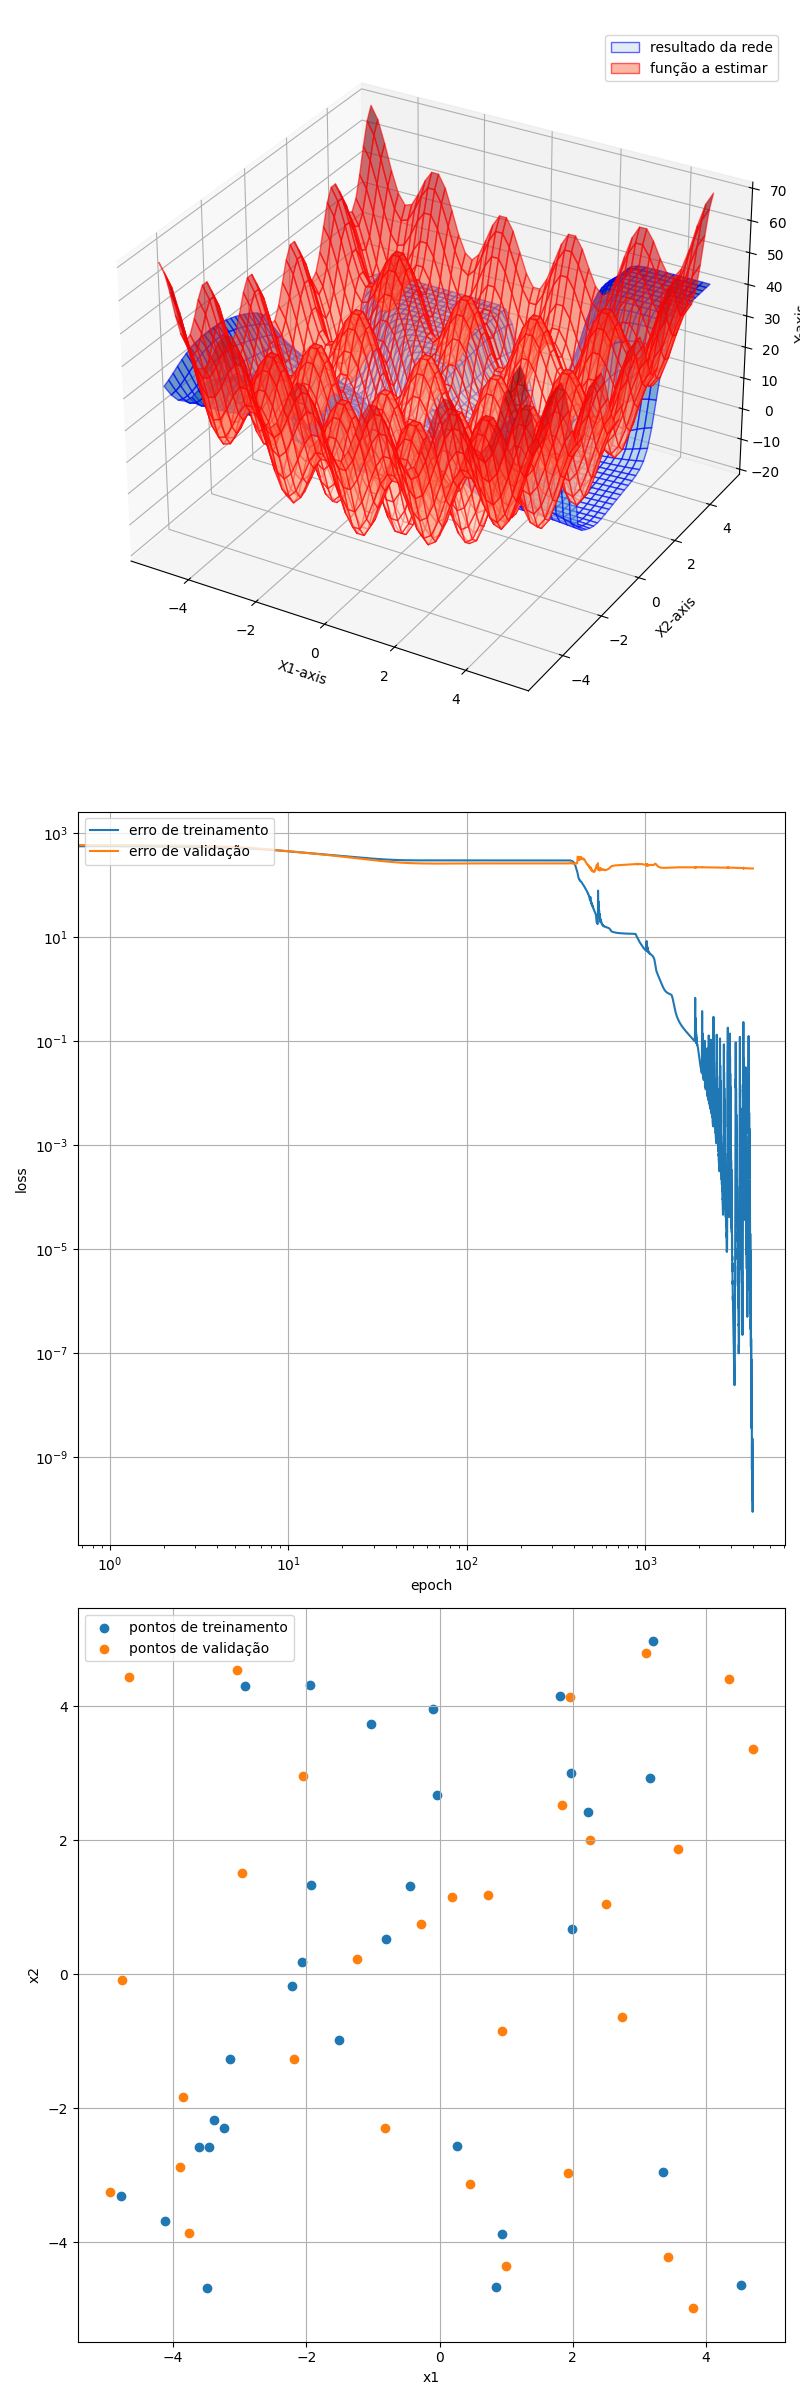 resultado da rede
função a estimar
70
60
50
40
30
20
10
0
−10
−20
4
2
0
−2
−4
X2-axis
−4
−2
0
2
4
X1-axis
erro de treinamento
erro de validação
10³
10¹
10⁻¹
10⁻³
10⁻⁵
10⁻⁷
10⁻⁹
loss
10⁰ 10¹ 10² 10³
epoch
pontos de treinamento
pontos de validação
4
2
0
−2
−4
x2
−4 −2 0 2 4
x1